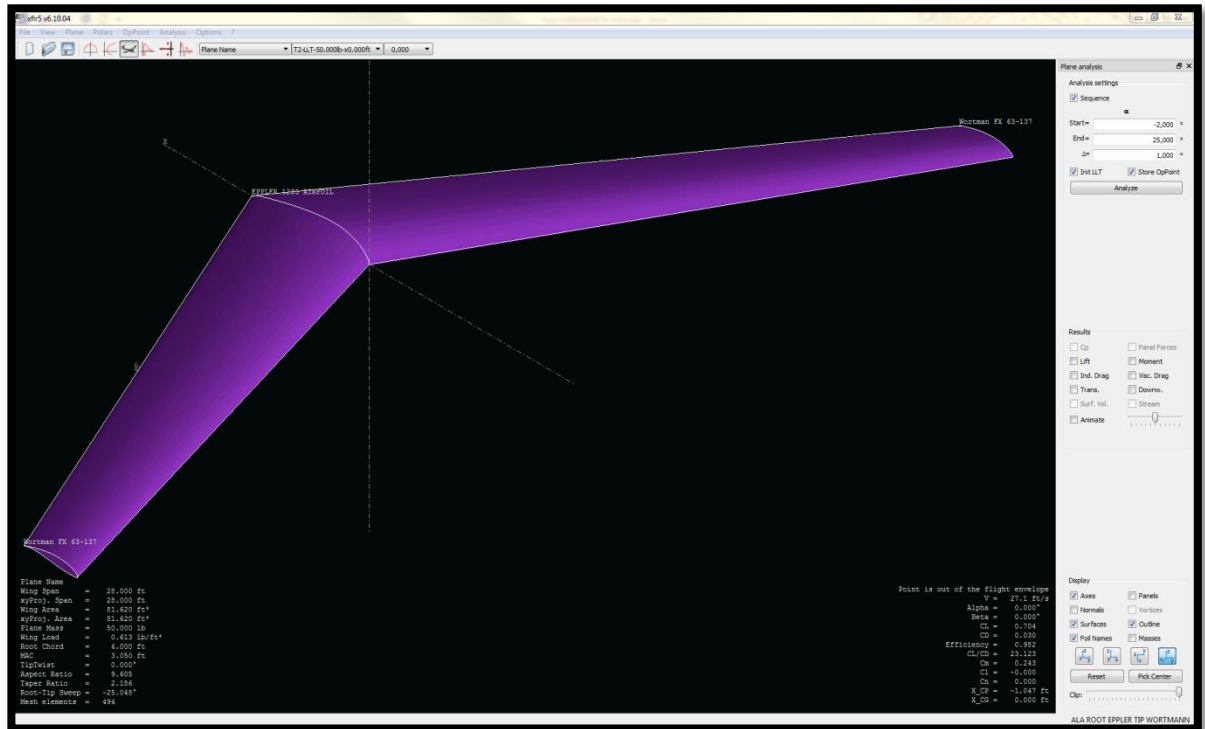 xflr5 v6.10.04
File View Plane Polars OpPoint Analysis Options ?
Plane Name T2-LLT-50.000lb-x0.000ft 0,000
Plane analysis
Analysis settings
Sequence
α
Start= -2,000 °
End= 25,000 °
Δ= 1,000 °
Init LLT Store OpPoint
Analyze
Wortman FX 63-137
EPPLER 1233 AIRFOIL
X
Wortman FX 63-137
Results
Cp Panel Forces
Lift Moment
Ind. Drag Visc. Drag
Trans. Downw.
Surf. Vel. Stream
Animate
Plane Name
Wing Span = 28.000 ft
xyProj. Span = 28.000 ft
Wing Area = 81.620 ft²
xyProj. Area = 81.620 ft²
Plane Mass = 50.000 lb
Wing Load = 0.613 lb/ft²
Root Chord = 4.000 ft
MAC = 3.050 ft
TipTwist = 0.000°
Aspect Ratio = 9.605
Taper Ratio = 2.186
Root-Tip Sweep = -25.048°
Mesh elements = 494
Point is out of the flight envelope
V = 27.1 ft/s
Alpha = 0.000°
Beta = 0.000°
CL = 0.704
CD = 0.030
Efficiency = 0.982
CL/CD = 23.123
Cm = 0.243
Cl = -0.000
Cn = 0.000
X_CP = -1.047 ft
X_CG = 0.000 ft
Display
Axes Panels
Normals Vortices
Surfaces Outline
Foil Names Masses
Reset Pick Center
Clip:
ALA ROOT EPPLER TIP WORTMANN